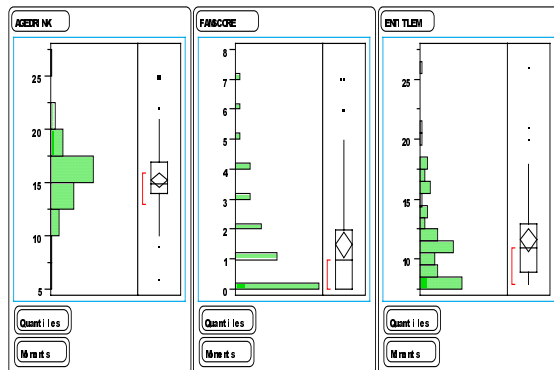 AGEDRINK
25
20
15
10
5
Quantiles
Moments
FAMSCORE
8
7
6
5
4
3
2
1
0
Quantiles
Moments
ENTITLEM
25
20
15
10
Quantiles
Moments